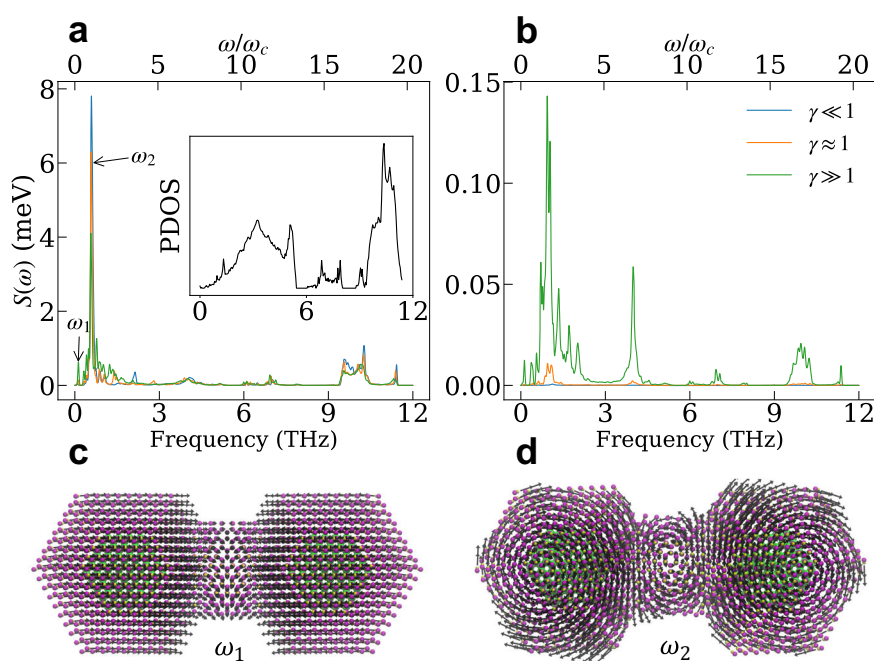 a
ω/ω_c
0 5 10 15 20
8
6
4
2
0
S(ω) (meV)
ω_2
ω_1
PDOS
0 6 12
0 3 6 9 12
Frequency (THz)
b
ω/ω_c
0 5 10 15 20
0.15
0.10
0.05
0.00
γ ≪ 1
γ ≈ 1
γ ≫ 1
0 3 6 9 12
Frequency (THz)
c
ω_1
d
ω_2